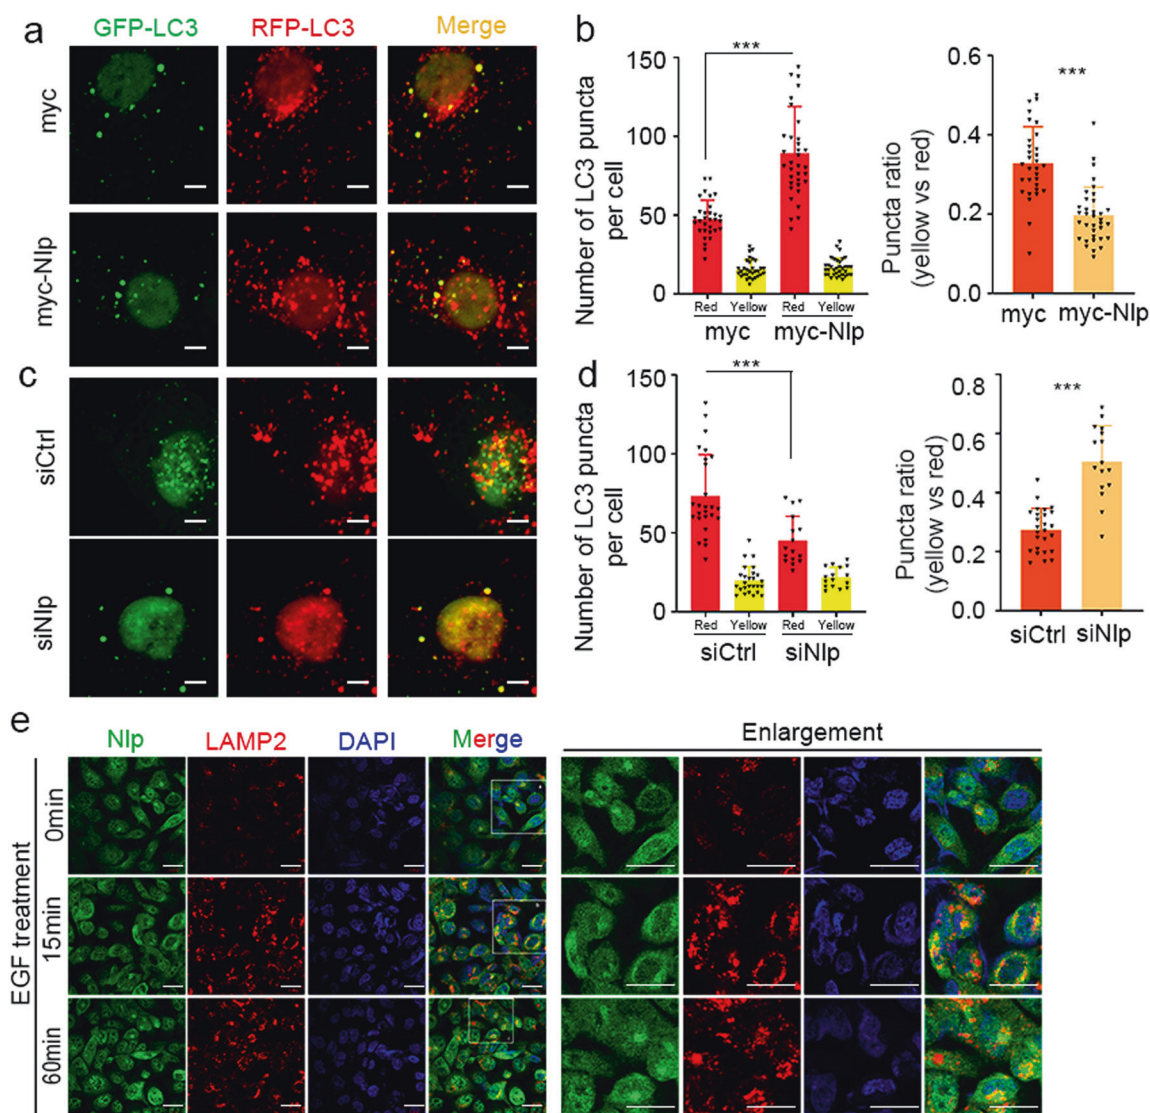 a
GFP-LC3 RFP-LC3 Merge
myc
myc-Nlp
b
Number of LC3 puncta
per cell
150
100
50
0
***
Red Yellow Red Yellow
myc myc-Nlp
Puncta ratio
(yellow vs red)
0.6
0.4
0.2
0.0
***
myc myc-Nlp
c
siCtrl
siNlp
d
Number of LC3 puncta
per cell
150
100
50
0
***
Red Yellow Red Yellow
siCtrl siNlp
Puncta ratio
(yellow vs red)
0.8
0.6
0.4
0.2
0.0
***
siCtrl siNlp
e
Nlp LAMP2 DAPI Merge Enlargement
EGF treatment
0min
15min
60min